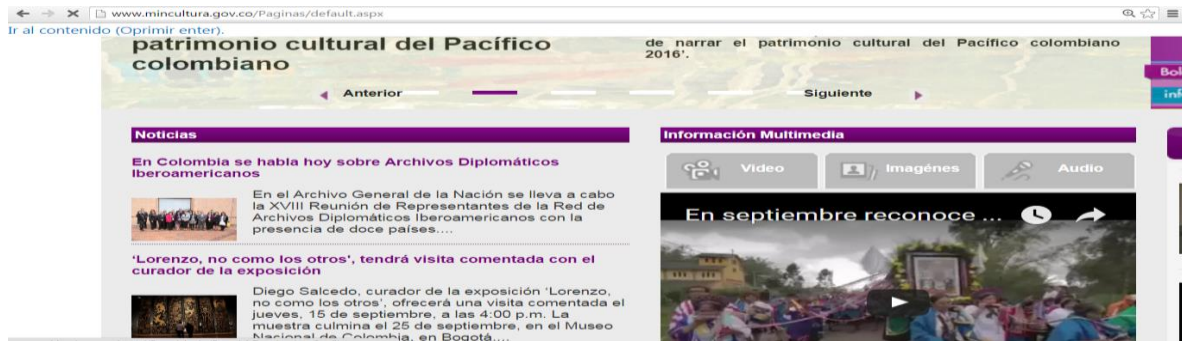 www.mincultura.gov.co/Paginas/default.aspx
Ir al contenido (Oprimir enter).
patrimonio cultural del Pacífico
colombiano
de narrar el patrimonio cultural del Pacífico colombiano
2016'.
Anterior
Siguiente
Bol
inf
Noticias
En Colombia se habla hoy sobre Archivos Diplomáticos
Iberoamericanos
En el Archivo General de la Nación se lleva a cabo
la XVIII Reunión de Representantes de la Red de
Archivos Diplomáticos Iberoamericanos con la
presencia de doce países....
'Lorenzo, no como los otros', tendrá visita comentada con el
curador de la exposición
Diego Salcedo, curador de la exposición 'Lorenzo,
no como los otros', ofrecerá una visita comentada el
jueves, 15 de septiembre, a las 4:00 p.m. La
muestra culmina el 25 de septiembre, en el Museo
Nacional de Colombia, en Bogotá....
Información Multimedia
Video
Imagénes
Audio
En septiembre reconoce ...